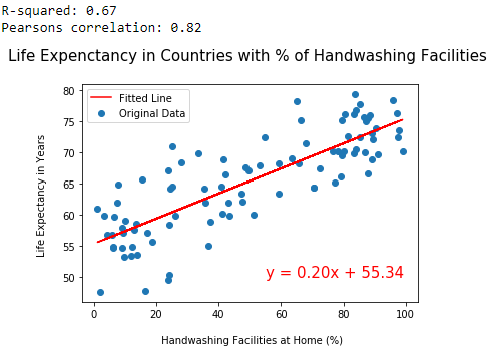 R-squared: 0.67
Pearsons correlation: 0.82
Life Expenctancy in Countries with % of Handwashing Facilities
Fitted Line
Original Data
80
75
70
65
60
55
50
Life Expectancy in Years
y = 0.20x + 55.34
0 20 40 60 80 100
Handwashing Facilities at Home (%)